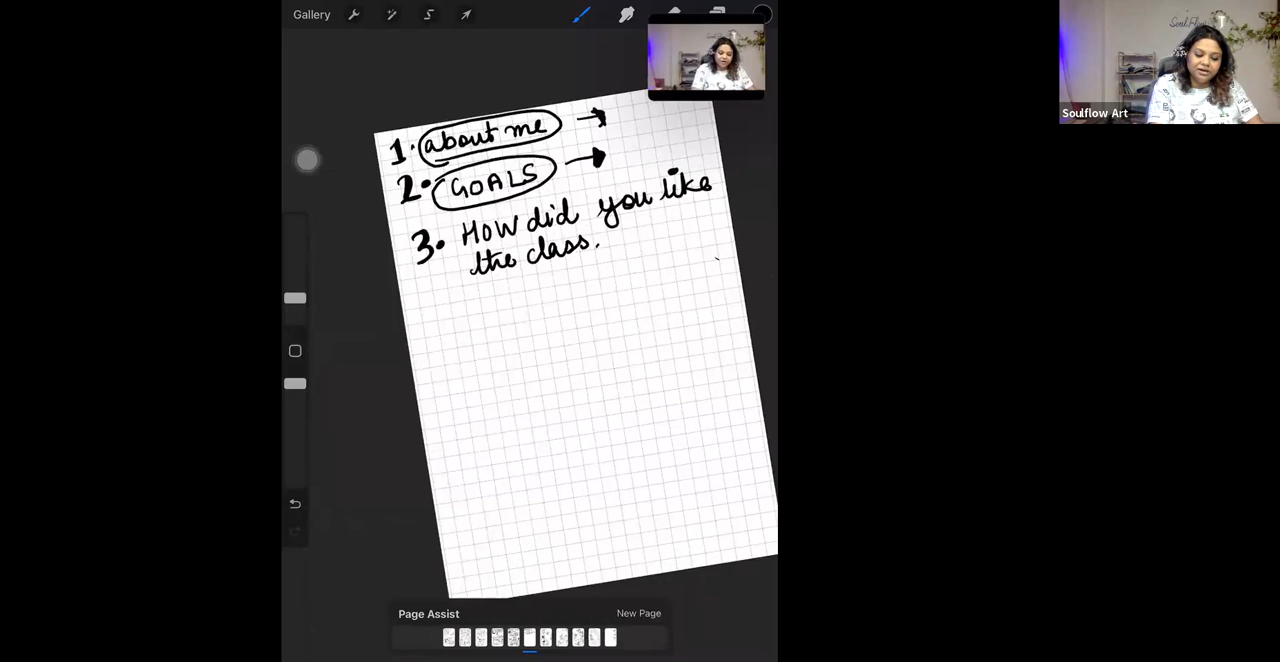 Gallery
Soulflow Art
1. about me →
2. GOALS →
3. How did you like
the class.
Page Assist
New Page